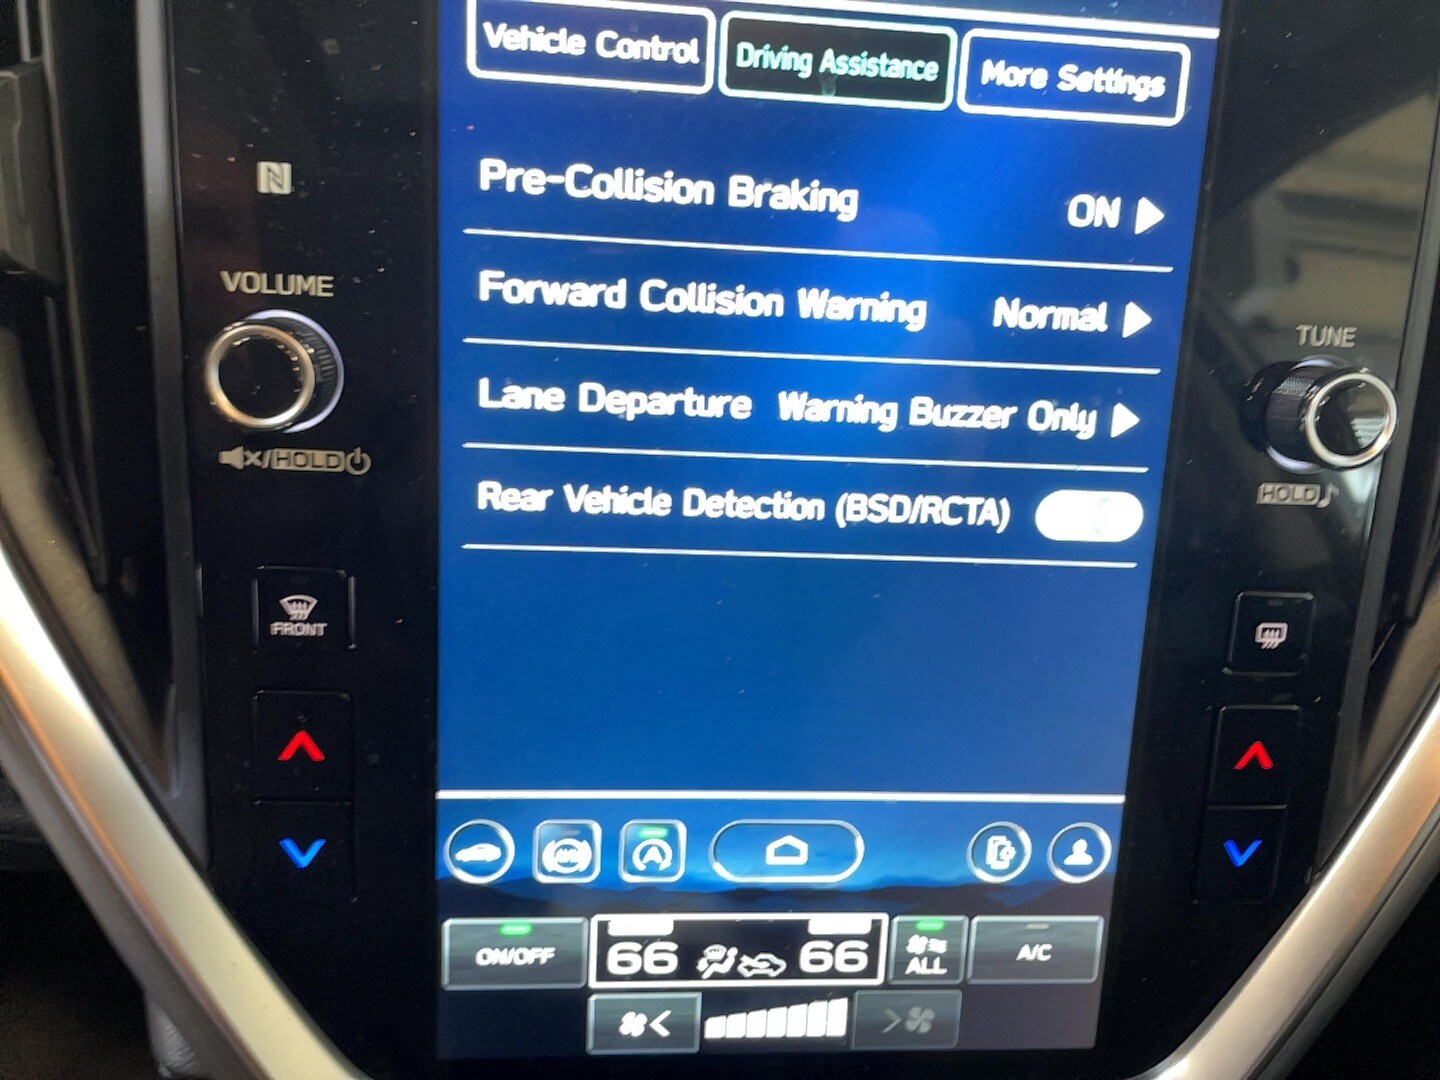 Vehicle Control
Driving Assistance
More Settings
Pre-Collision Braking ON
Forward Collision Warning Normal
Lane Departure Warning Buzzer Only
Rear Vehicle Detection (BSD/RCTA)
VOLUME
/HOLD
TUNE
HOLD
FRONT
A
ON/OFF
66
66
ALL
A/C